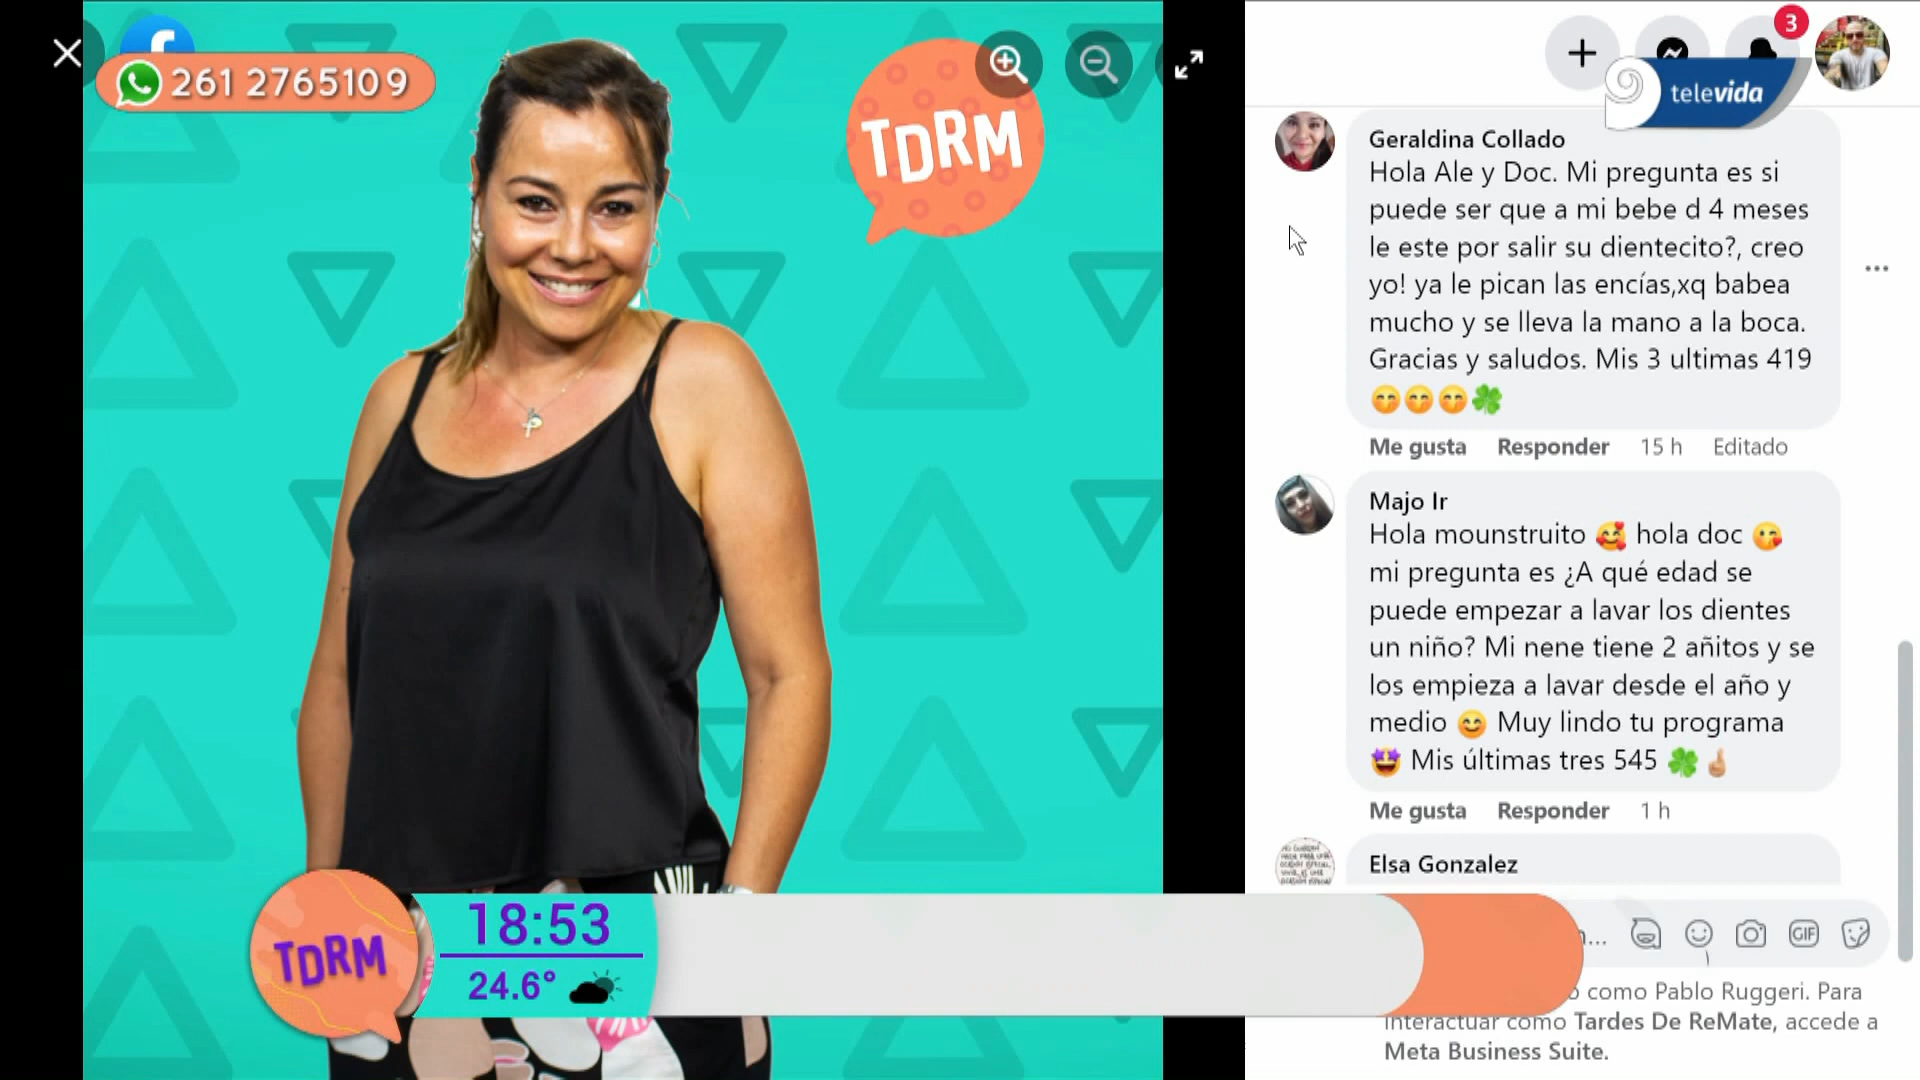 261 2765109
TDRM
3
televida
Geraldina Collado
Hola Ale y Doc. Mi pregunta es si
puede ser que a mi bebe d 4 meses
le este por salir su dientecito?, creo
yo! ya le pican las encías,xq babea
mucho y se lleva la mano a la boca.
Gracias y saludos. Mis 3 ultimas 419
😙😙😙🍀
Me gusta Responder 15 h Editado
Majo Ir
Hola mounstruito 🥰 hola doc 😘
mi pregunta es ¿A qué edad se
puede empezar a lavar los dientes
un niño? Mi nene tiene 2 añitos y se
los empieza a lavar desde el año y
medio 😊 Muy lindo tu programa
🤩 Mis últimas tres 545 🍀☝🏼
Me gusta Responder 1 h
Elsa Gonzalez
TDRM
18:53
24.6°
GIF
como Pablo Ruggeri. Para
interactuar como Tardes De ReMate, accede a
Meta Business Suite.